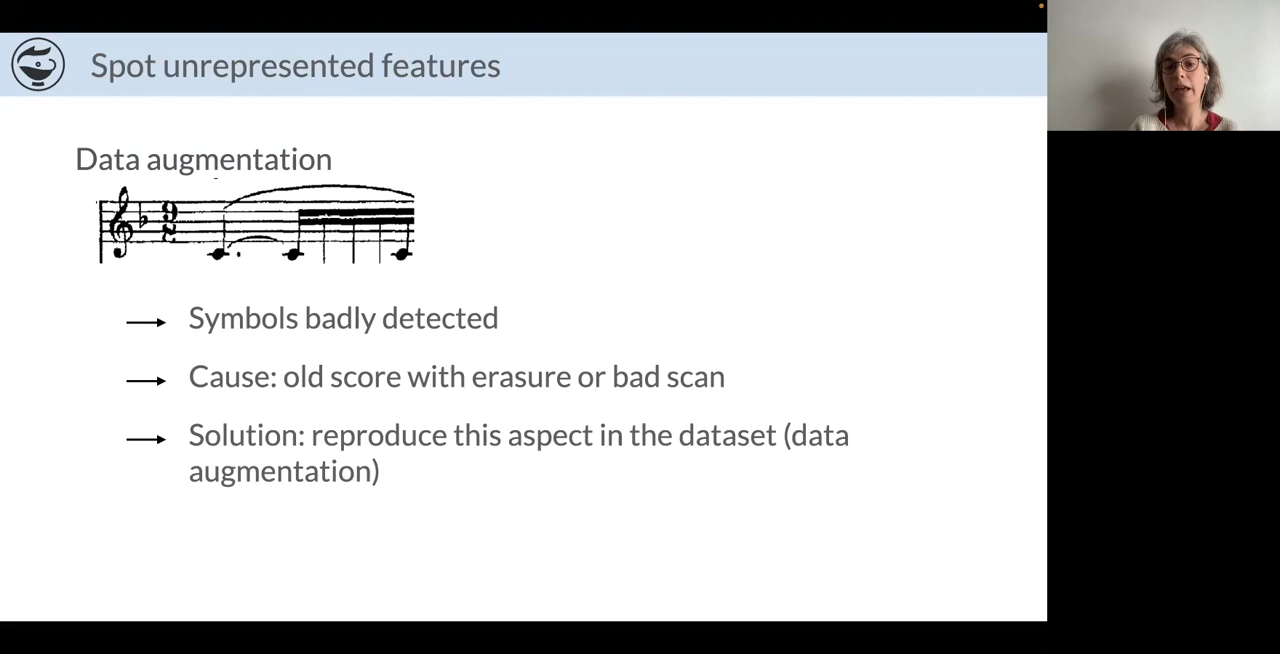 Spot unrepresented features
Data augmentation
Symbols badly detected
Cause: old score with erasure or bad scan
Solution: reproduce this aspect in the dataset (data
augmentation)